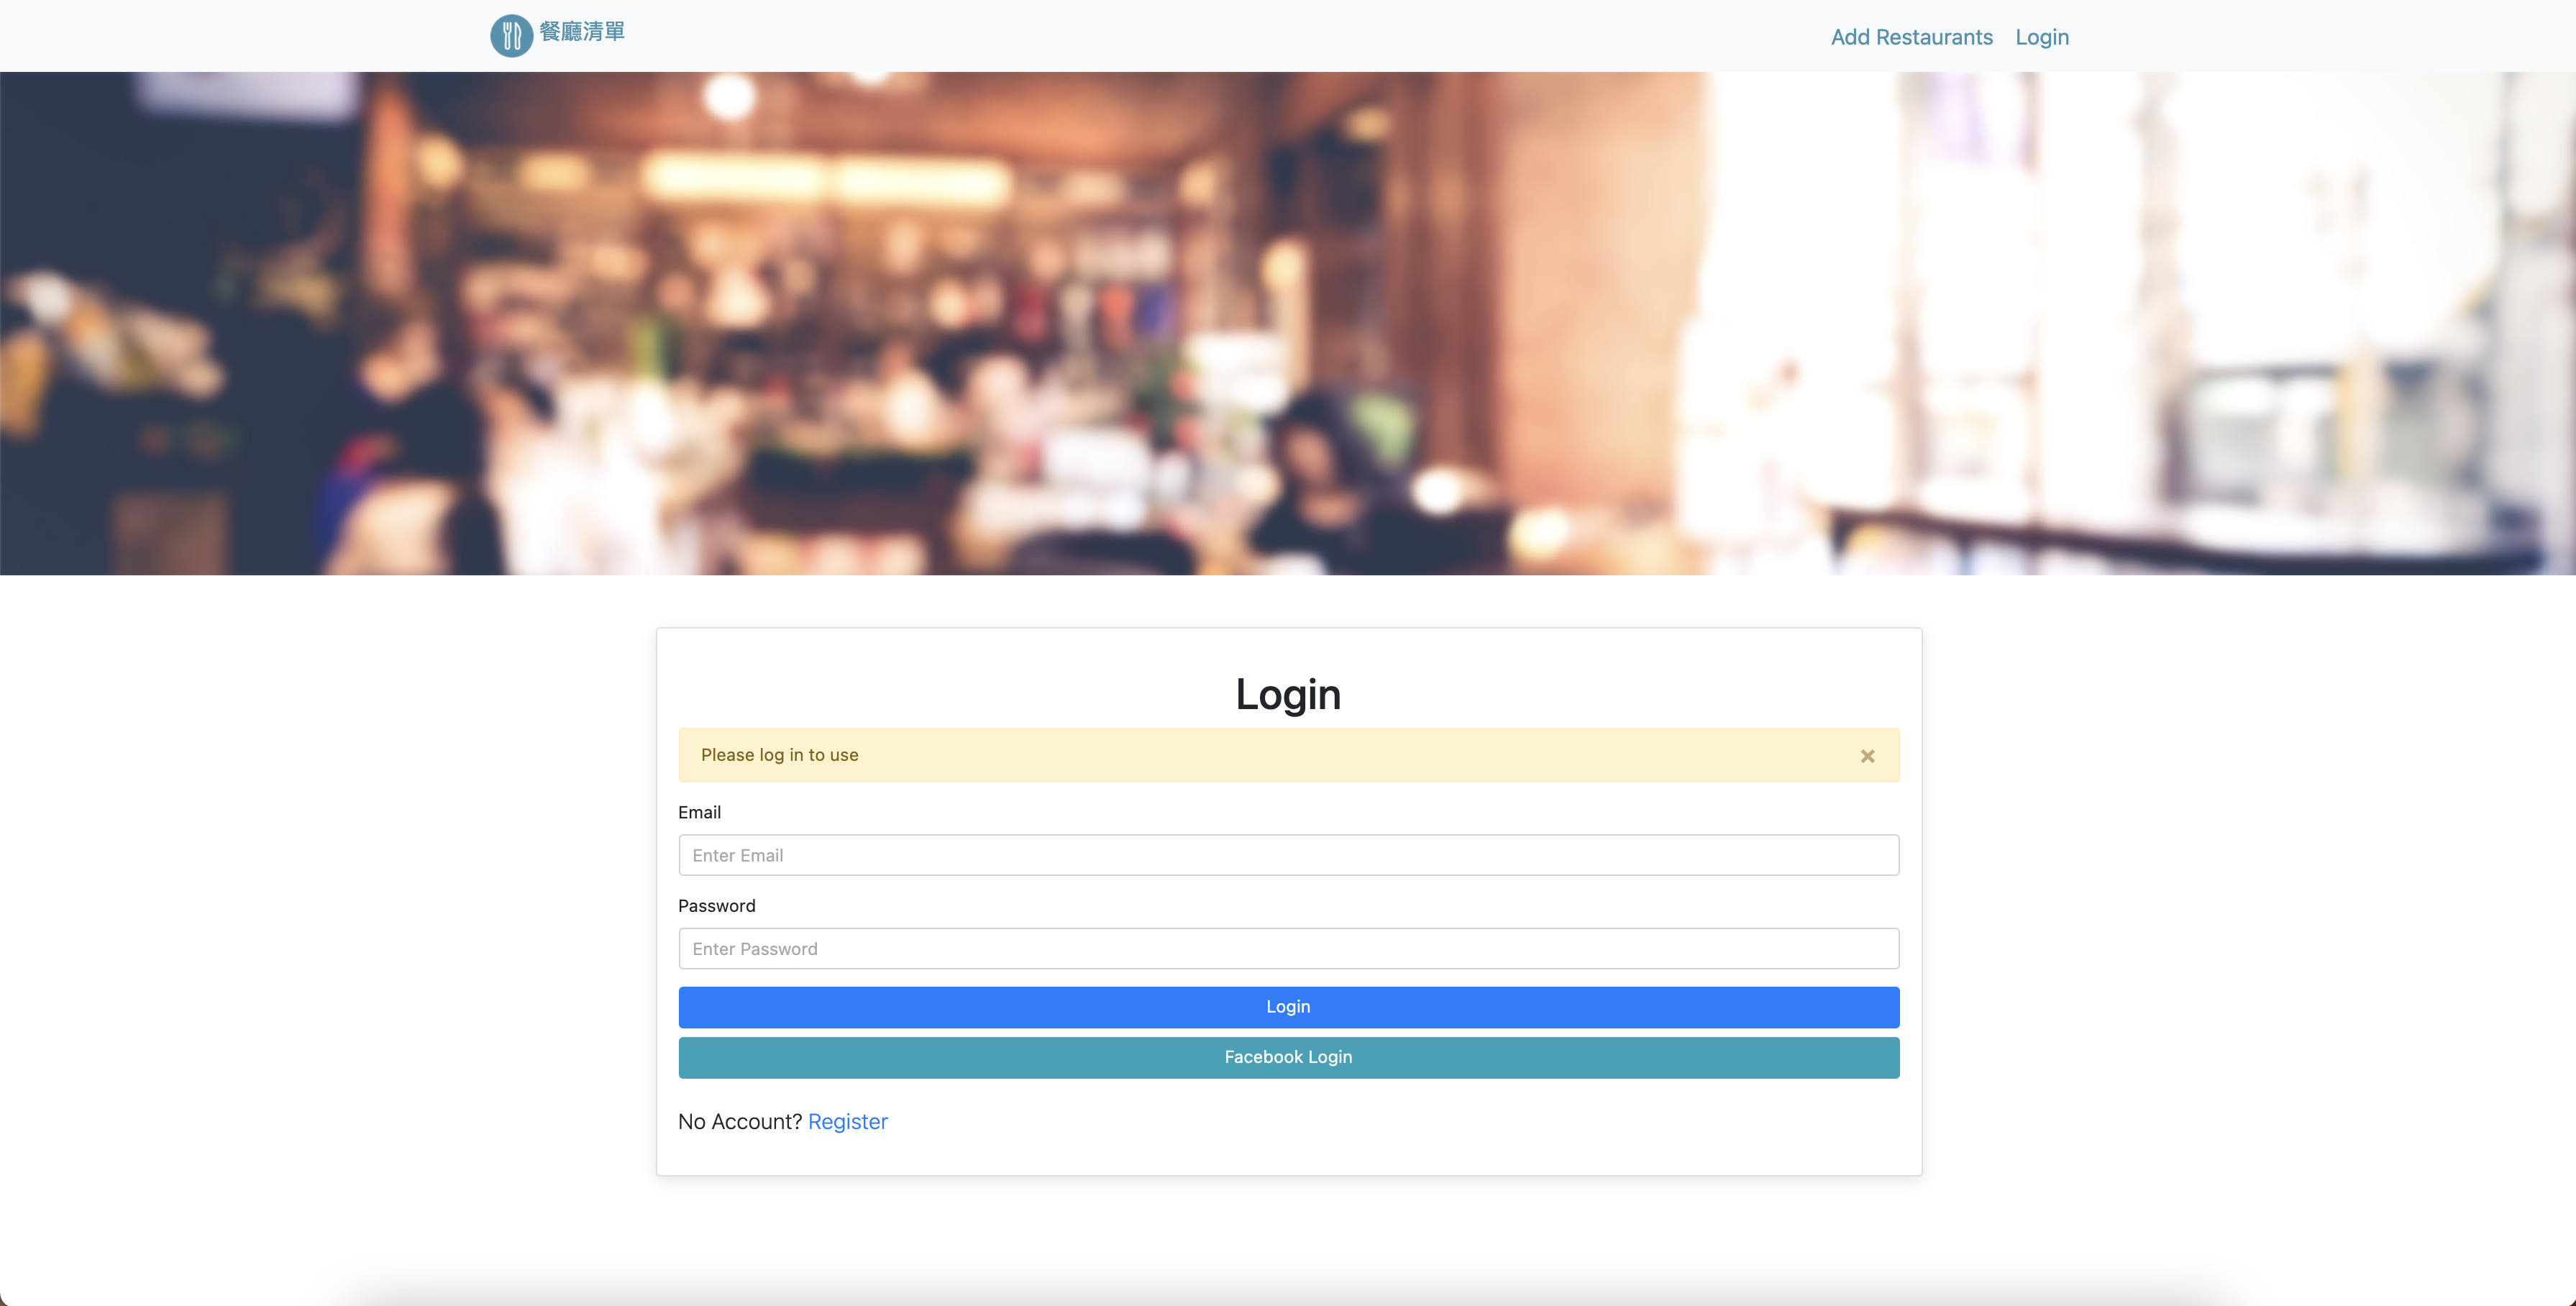 餐廳清單
Add Restaurants Login
Login
Please log in to use ×
Email
Enter Email
Password
Enter Password
Login
Facebook Login
No Account? Register